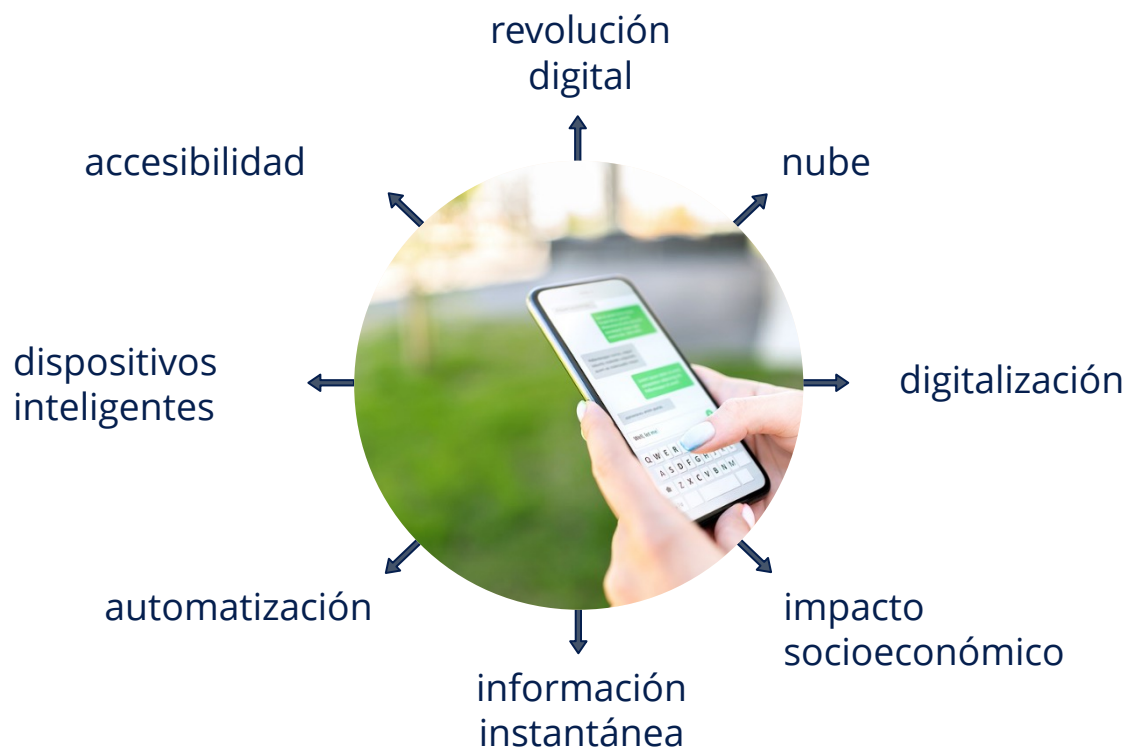 revolución
digital
accesibilidad
nube
dispositivos
inteligentes
digitalización
automatización
impacto
socioeconómico
información
instantánea
Q W E R
A S D F G H
Z X C V B N M